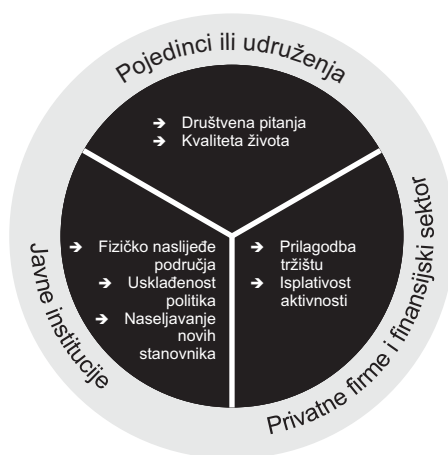 Pojedinci ili udruženja
➔ Društvena pitanja
➔ Kvaliteta života
Javne institucije
➔ Fizičko naslijeđe
područja
➔ Usklađenost
politika
➔ Naseljavanje
novih
stanovnika
➔ Prilagodba
tržištu
➔ Isplativost
aktivnosti
Privatne firme i finansijski sektor